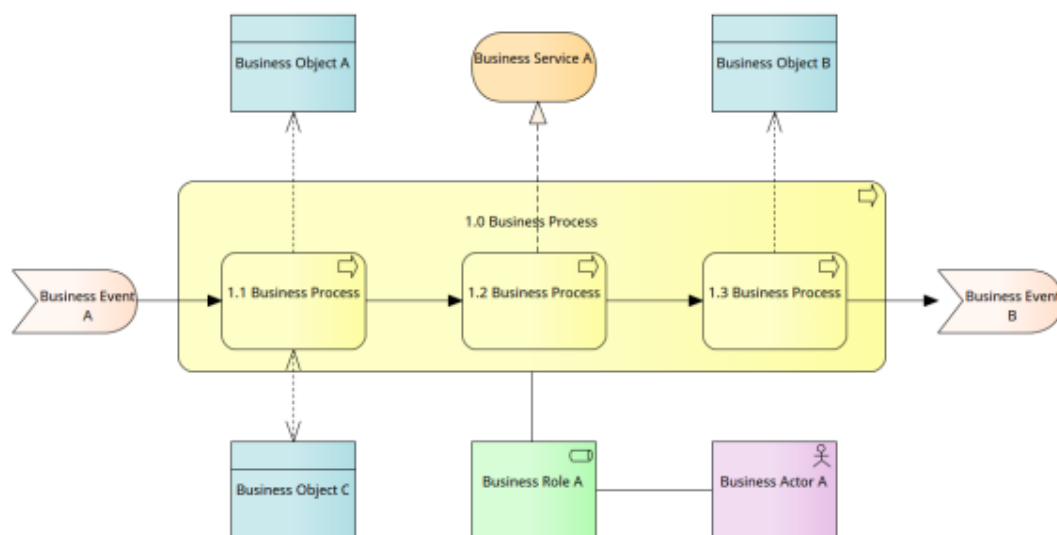 Business Object A
Business Service A
Business Object B
1.0 Business Process
Business Event
A
1.1 Business Process
1.2 Business Process
1.3 Business Process
Business Event
B
Business Object C
Business Role A
Business Actor A